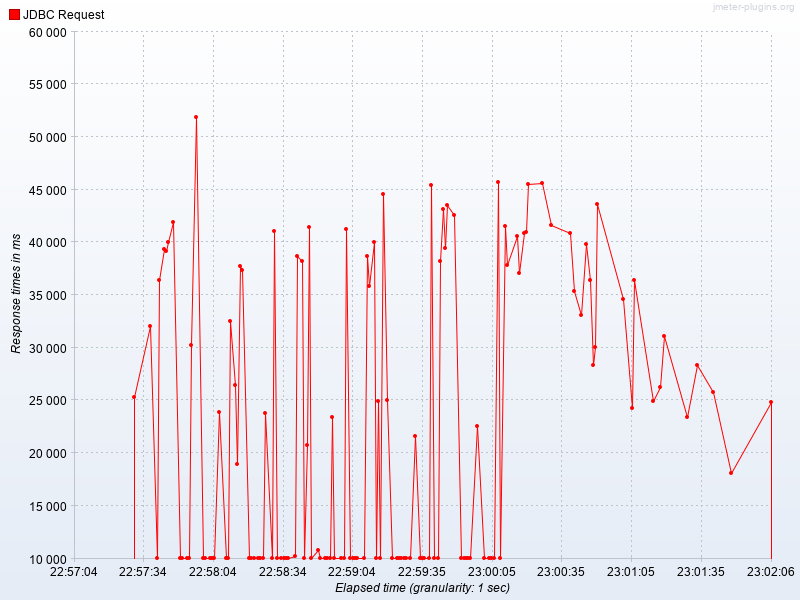 jmeter-plugins.org
JDBC Request
60 000
55 000
50 000
45 000
40 000
35 000
30 000
25 000
20 000
15 000
10 000
Response times in ms
22:57:04 22:57:34 22:58:04 22:58:34 22:59:04 22:59:35 23:00:05 23:00:35 23:01:05 23:01:35 23:02:06
Elapsed time (granularity: 1 sec)